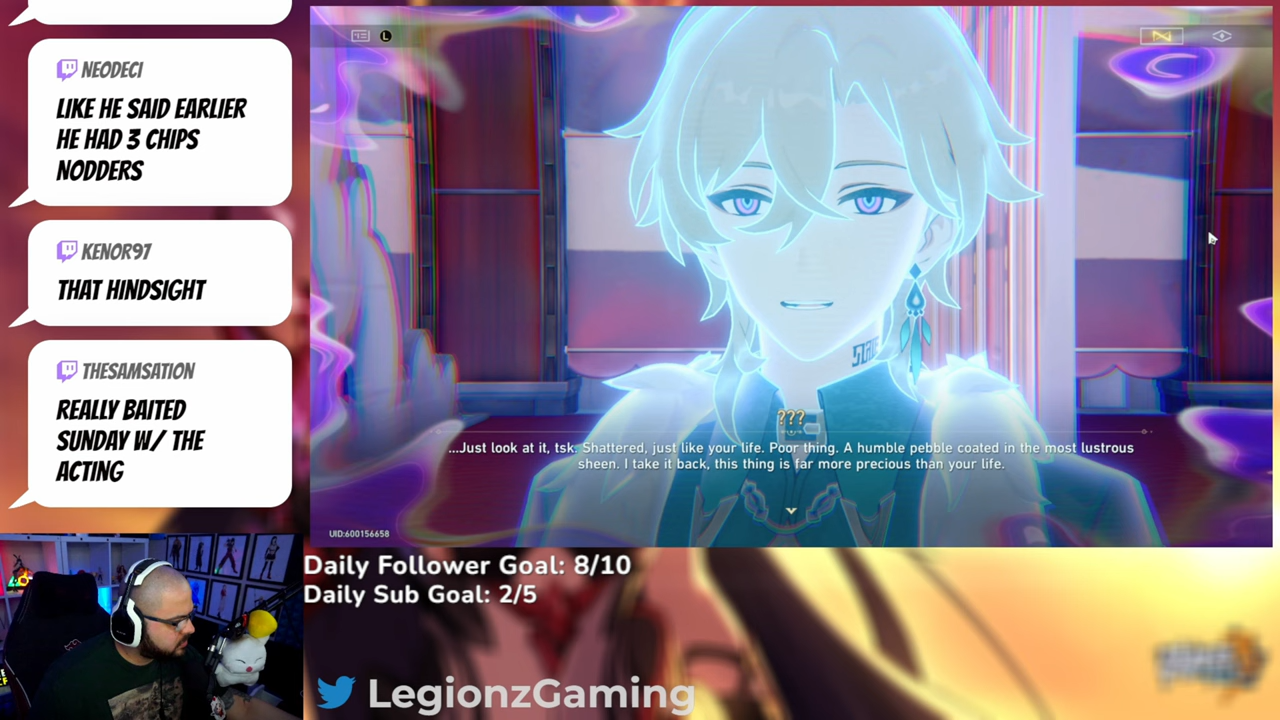 NEODECI
LIKE HE SAID EARLIER
HE HAD 3 CHIPS
NODDERS
KENOR97
THAT HINDSIGHT
THESAMSATION
REALLY BAITED
SUNDAY W/ THE
ACTING
L
???
...Just look at it, tsk. Shattered, just like your life. Poor thing. A humble pebble coated in the most lustrous
sheen. I take it back, this thing is far more precious than your life.
UID:600156658
Daily Follower Goal: 8/10
Daily Sub Goal: 2/5
LegionzGaming